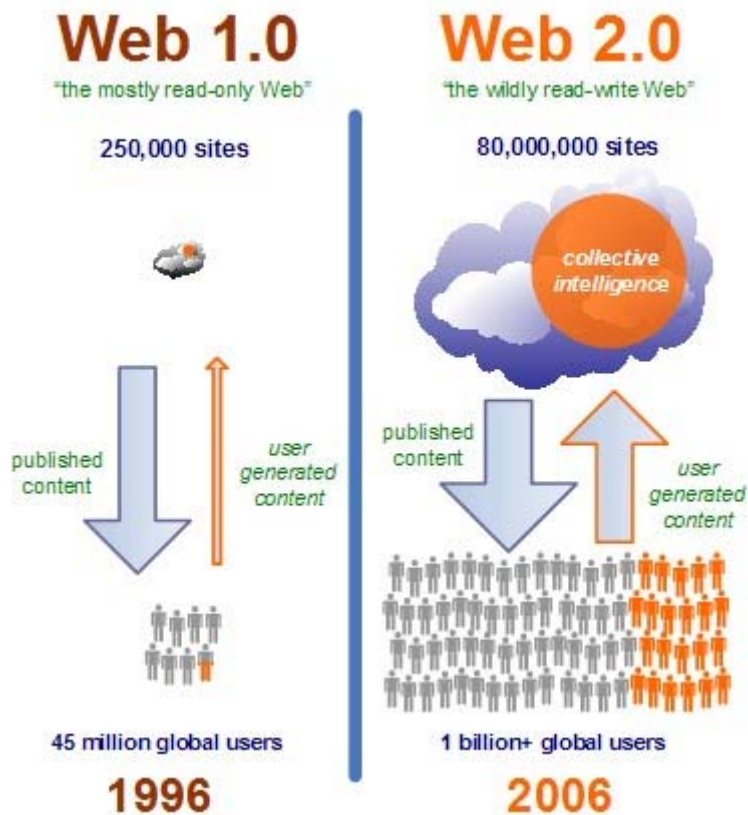 Web 1.0
"the mostly read-only Web"
250,000 sites
published
content
user
generated
content
45 million global users
1996
Web 2.0
"the wildly read-write Web"
80,000,000 sites
collective
intelligence
published
content
user
generated
content
1 billion+ global users
2006